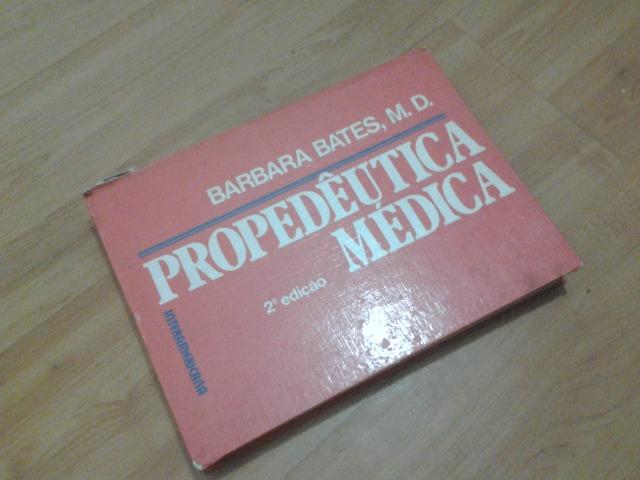 BARBARA BATES, M. D.
PROPEDÊUTICA
MÉDICA
2ª edição
INTERAMERICANA